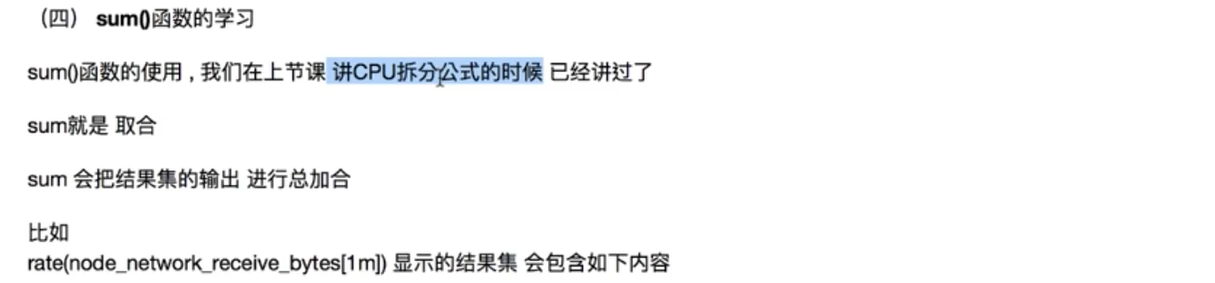 （四） sum()函数的学习
sum()函数的使用 , 我们在上节课 讲CPU拆分公式的时候 已经讲过了
sum就是 取合
sum 会把结果集的输出 进行总加合
比如
rate(node_network_receive_bytes[1m]) 显示的结果集 会包含如下内容